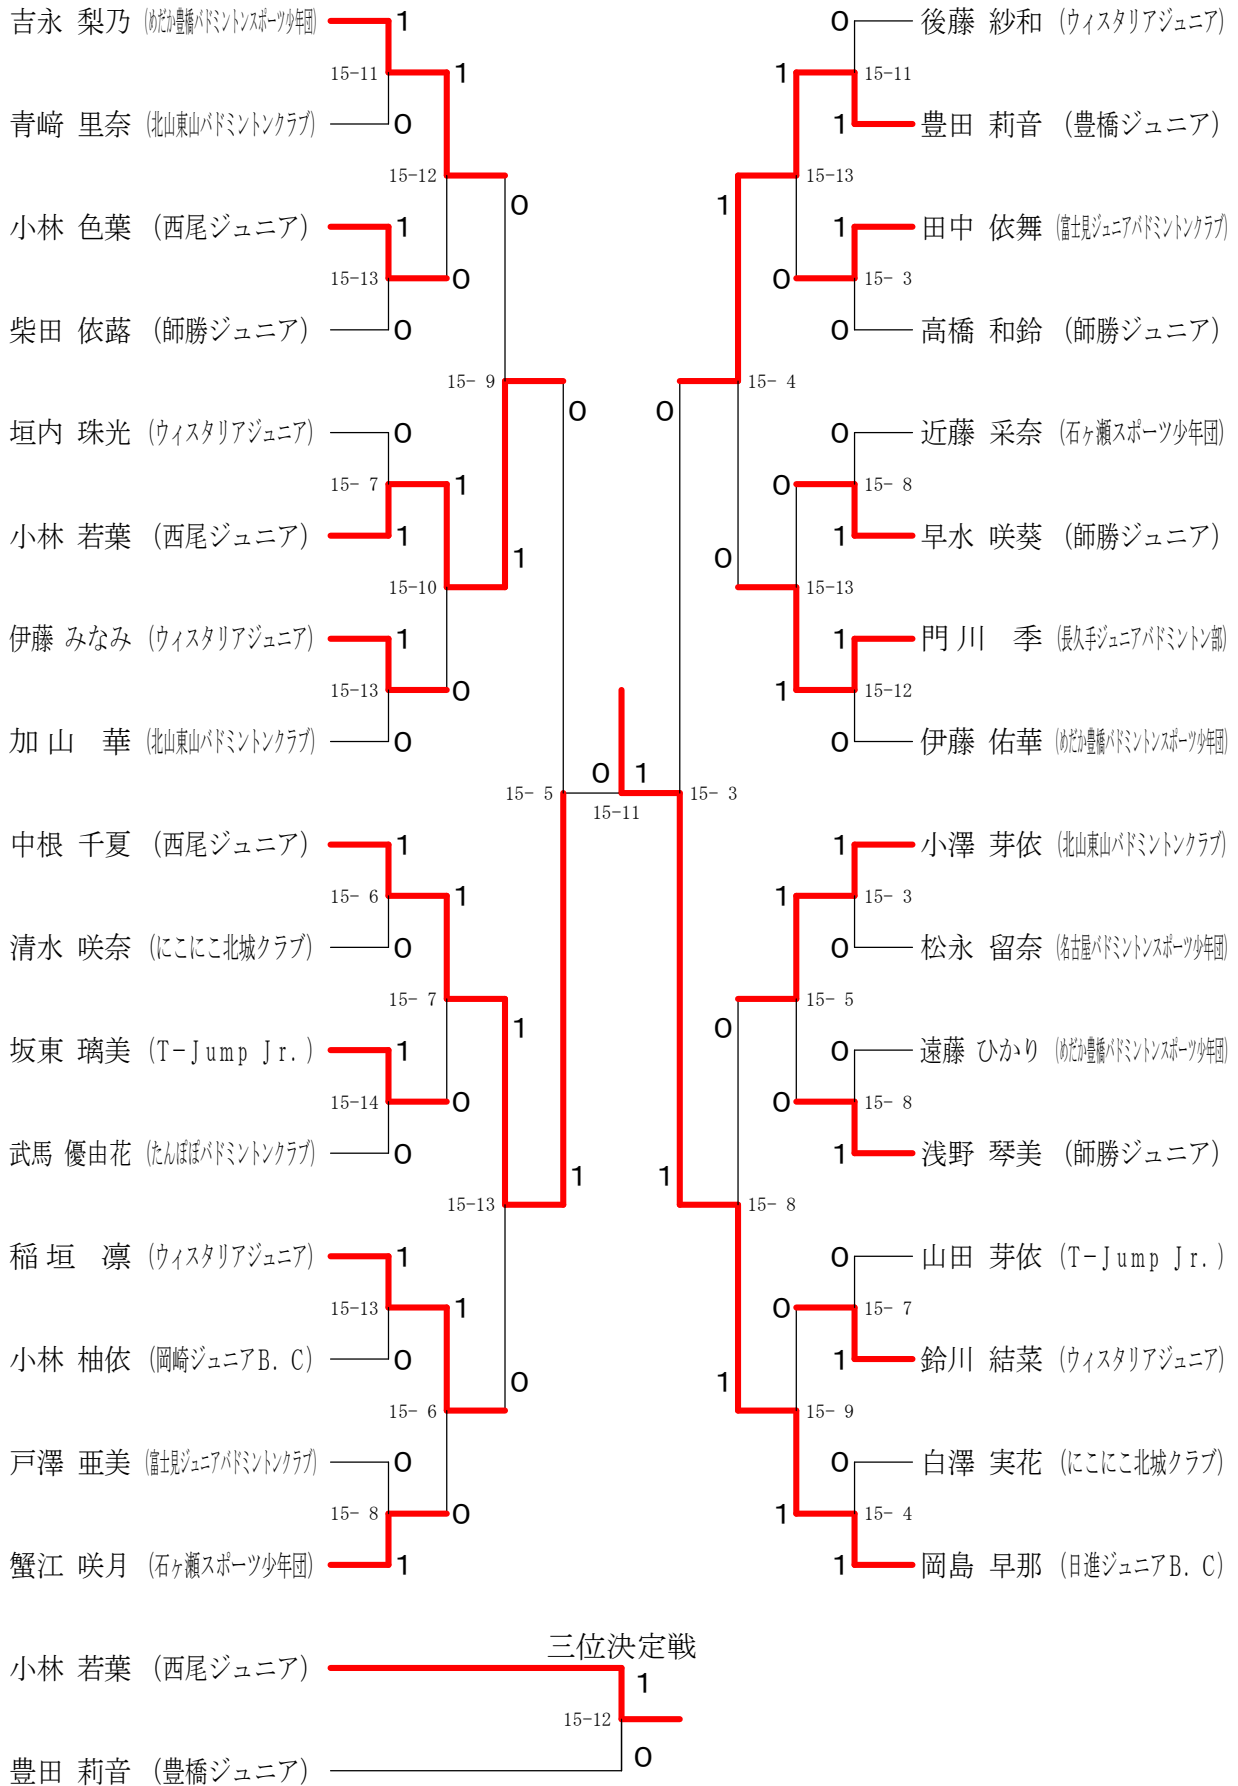 吉永 梨乃 (めだか豊橋バドミントンスポーツ少年団) 1 0 後藤 紗和 (ウィスタリアジュニア)
15-11 1 1 15-11
青﨑 里奈 (北山東山バドミントンクラブ) 0 1 豊田 莉音 (豊橋ジュニア)
15-12 0 1 15-13
小林 色葉 (西尾ジュニア) 1 1 田中 依舞 (富士見ジュニアバドミントンクラブ)
15-13 0 0 15- 3
柴田 依蕗 (師勝ジュニア) 0 0 高橋 和鈴 (師勝ジュニア)
15- 9 0 0 15- 4
垣内 珠光 (ウィスタリアジュニア) 0 0 近藤 采奈 (石ヶ瀬スポーツ少年団)
15- 7 1 0 15- 8
小林 若葉 (西尾ジュニア) 1 1 早水 咲葵 (師勝ジュニア)
15-10 1 0 15-13
伊藤 みなみ (ウィスタリアジュニア) 1 1 門川 季 (長久手ジュニアバドミントン部)
15-13 0 1 15-12
加山 華 (北山東山バドミントンクラブ) 0 0 伊藤 佑華 (めだか豊橋バドミントンスポーツ少年団)
15- 5 0 1 15- 3
15-11
中根 千夏 (西尾ジュニア) 1 1 小澤 芽依 (北山東山バドミントンクラブ)
15- 6 1 1 15- 3
清水 咲奈 (にこにこ北城クラブ) 0 0 松永 留奈 (名古屋バドミントンスポーツ少年団)
15- 7 1 0 15- 5
坂東 璃美 (T-Jump Jr.) 1 0 遠藤 ひかり (めだか豊橋バドミントンスポーツ少年団)
15-14 0 0 15- 8
武馬 優由花 (たんぽぽバドミントンクラブ) 0 1 浅野 琴美 (師勝ジュニア)
15-13 1 1 15- 8
稲垣 凛 (ウィスタリアジュニア) 1 0 山田 芽依 (T-Jump Jr.)
15-13 1 0 15- 7
小林 柚依 (岡崎ジュニアB.C) 0 1 鈴川 結菜 (ウィスタリアジュニア)
15- 6 0 1 15- 9
戸澤 亜美 (富士見ジュニアバドミントンクラブ) 0 0 白澤 実花 (にこにこ北城クラブ)
15- 8 0 1 15- 4
蟹江 咲月 (石ヶ瀬スポーツ少年団) 1 1 岡島 早那 (日進ジュニアB.C)
三位決定戦
小林 若葉 (西尾ジュニア) 1
15-12
豊田 莉音 (豊橋ジュニア) 0